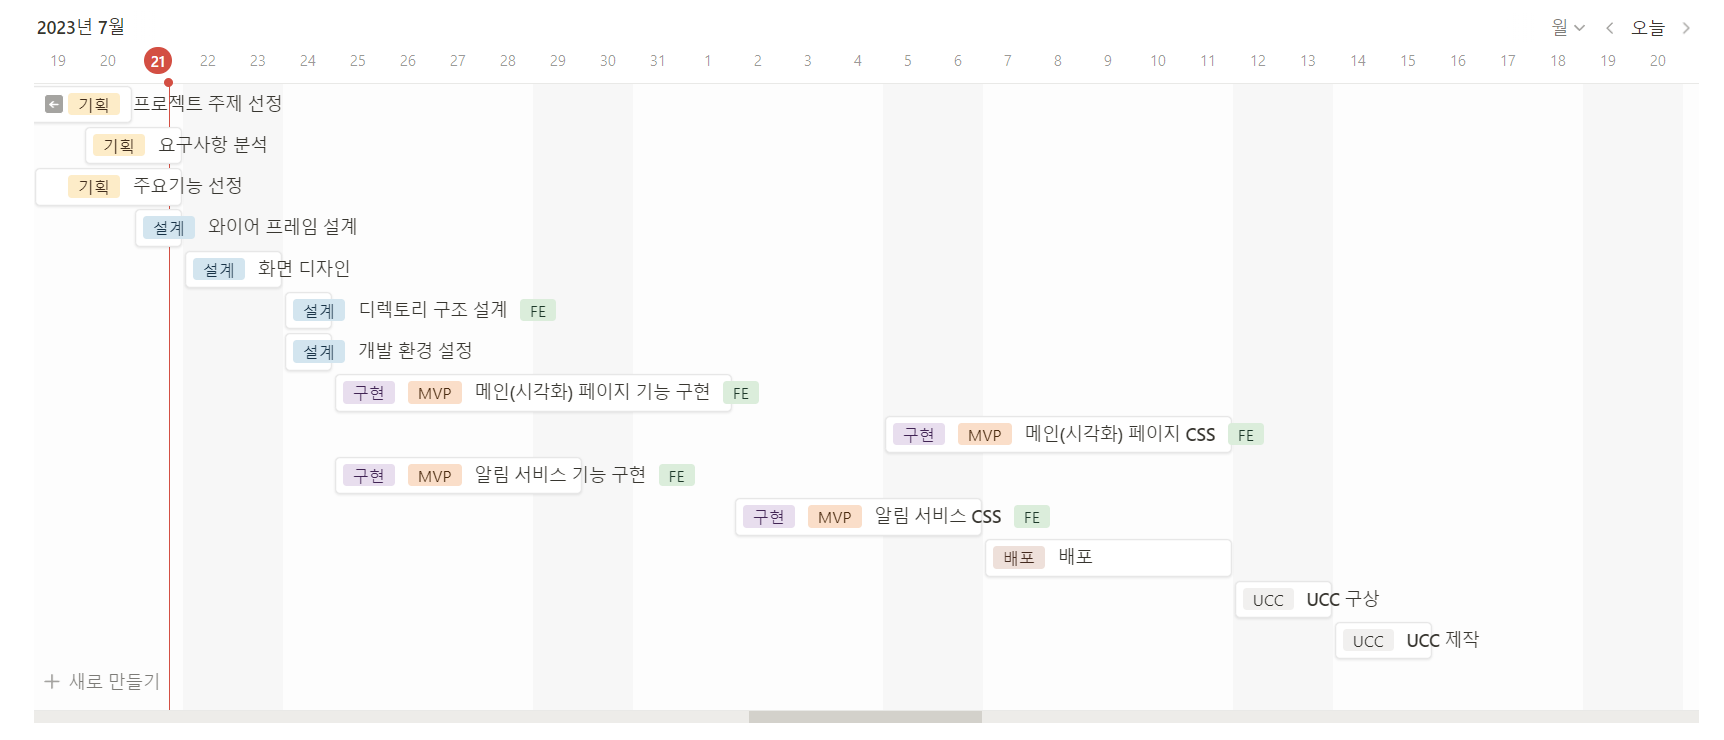 2023년 7월 월 오늘
19 20 21 22 23 24 25 26 27 28 29 30 31 1 2 3 4 5 6 7 8 9 10 11 12 13 14 15 16 17 18 19 20
기획 프로젝트 주제 선정
기획 요구사항 분석
기획 주요기능 선정
설계 와이어 프레임 설계
설계 화면 디자인
설계 디렉토리 구조 설계 FE
설계 개발 환경 설정
구현 MVP 메인(시각화) 페이지 기능 구현 FE
구현 MVP 메인(시각화) 페이지 CSS FE
구현 MVP 알림 서비스 기능 구현 FE
구현 MVP 알림 서비스 CSS FE
배포 배포
UCC UCC 구상
UCC UCC 제작
+ 새로 만들기